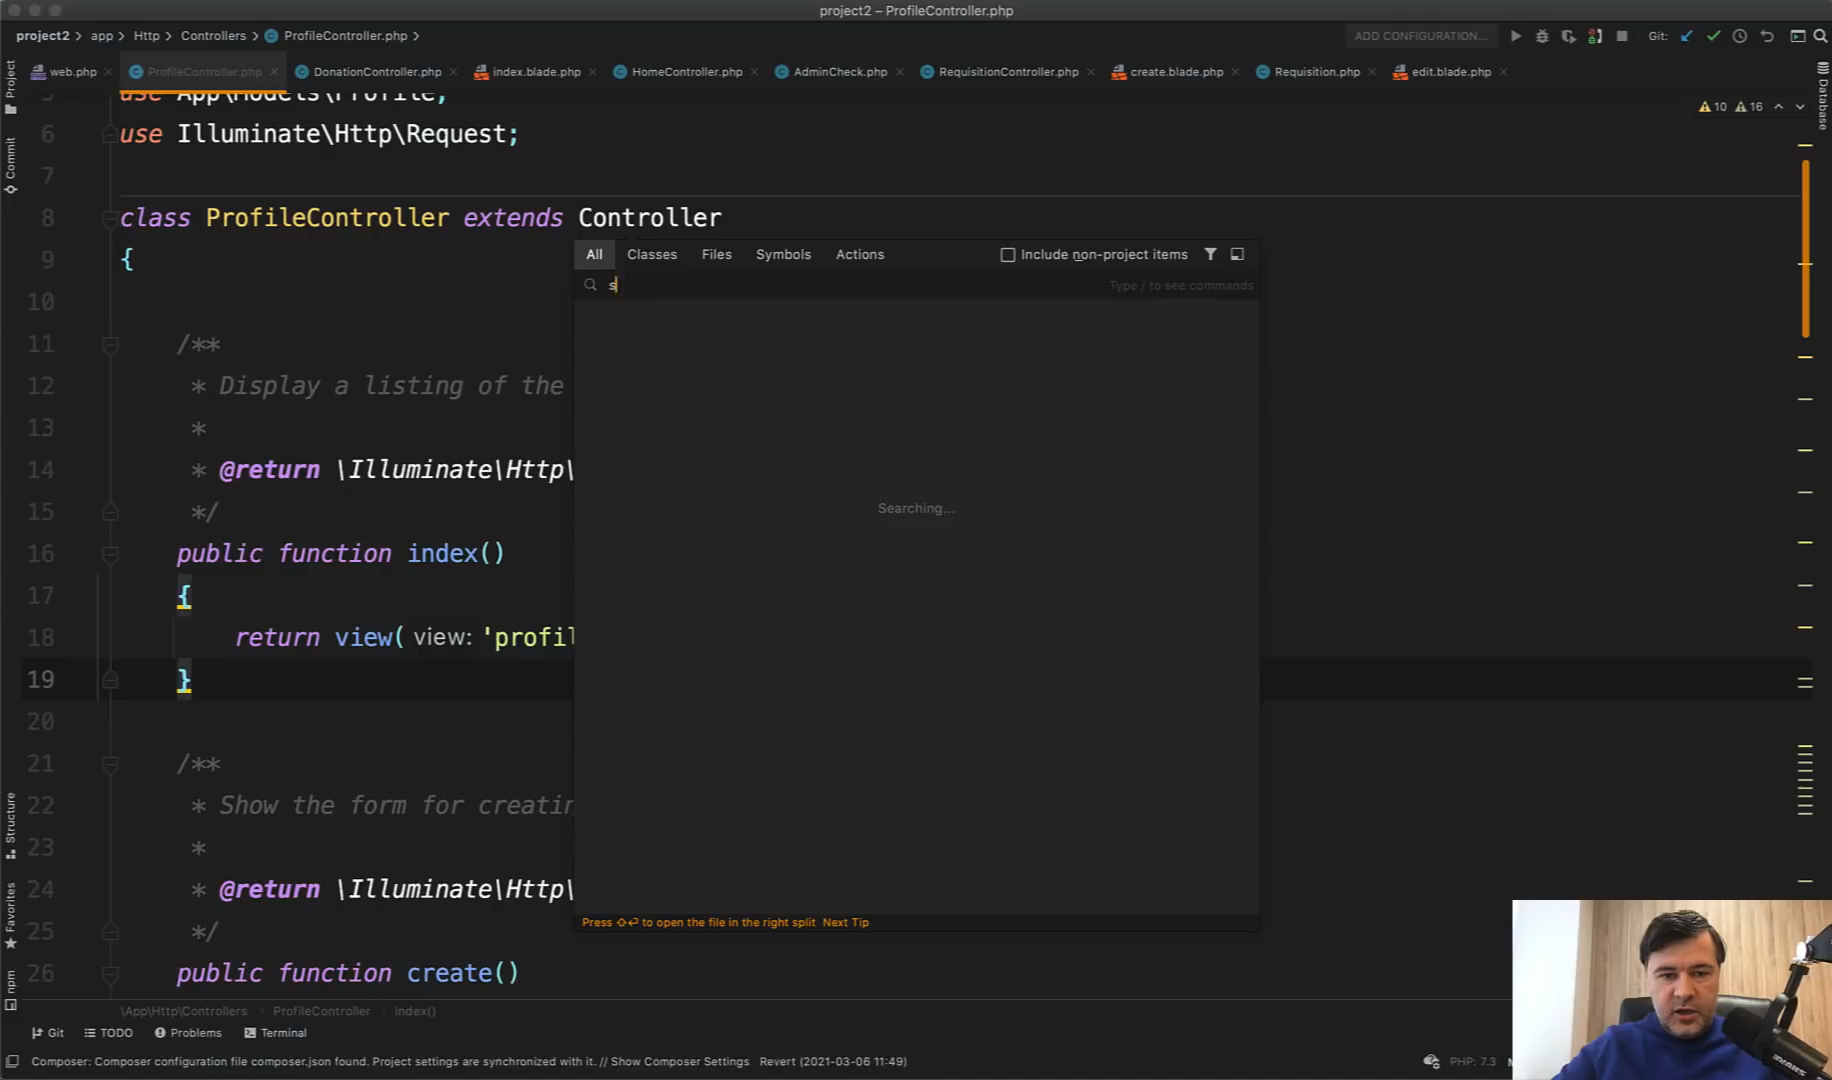 project2 – ProfileController.php
project2 > app > Http > Controllers > ProfileController.php >
ADD CONFIGURATION...
Git:
web.php
ProfileController.php
DonationController.php
index.blade.php
HomeController.php
AdminCheck.php
RequisitionController.php
create.blade.php
Requisition.php
edit.blade.php
Project
Commit
Structure
Favorites
npm
Database
10 16
use App\Models\Profile;
6 use Illuminate\Http\Request;
7
8 class ProfileController extends Controller
9 {
10
11 /**
12 * Display a listing of the
13 *
14 * @return \Illuminate\Http\
15 */
16 public function index()
17 {
18 return view( view: 'profil
19 }
20
21 /**
22 * Show the form for creatin
23 *
24 * @return \Illuminate\Http\
25 */
26 public function create()
All Classes Files Symbols Actions Include non-project items
s Type / to see commands
Searching...
Press ⇧⏎ to open the file in the right split Next Tip
\App\Http\Controllers > ProfileController > index()
Git TODO Problems Terminal
Composer: Composer configuration file composer.json found. Project settings are synchronized with it. // Show Composer Settings Revert (2021-03-06 11:49)
PHP: 7.3